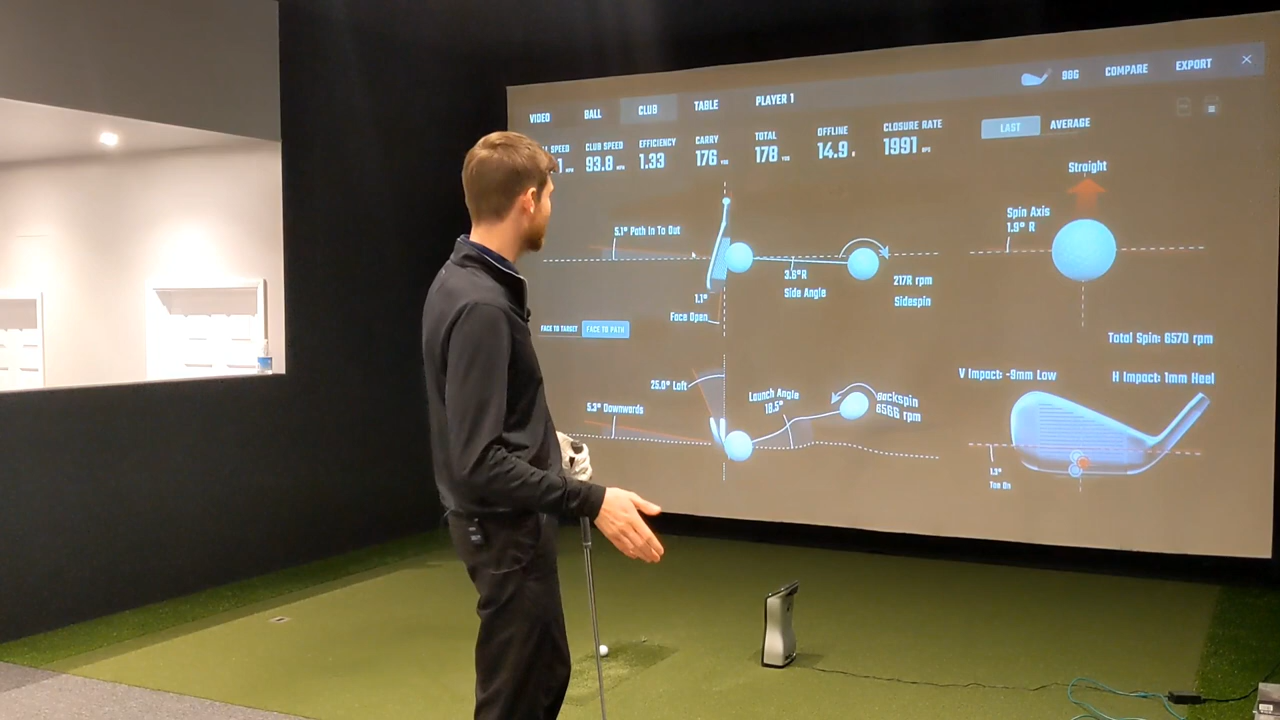 COMPARE
EXPORT
VIDEO
BALL
CLUB
TABLE
PLAYER 1
SPEED
CLUB SPEED
93.8
EFFICIENCY
1.33
CARRY
176
TOTAL
178
OFFLINE
14.9
CLOSURE RATE
1991
LAST
AVERAGE
Straight
Spin Axis
1.9° R
5.1° Path In To Out
3.6°R
Side Angle
217R rpm
Sidespin
1.1°
Face Open
FACE TO TARGET
FACE TO PATH
Total Spin: 6570 rpm
V Impact: -9mm Low
H Impact: 1mm Heel
25.0° Loft
Launch Angle
18.5°
Backspin
6566 rpm
5.3° Downwards
1.3°
Toe Dn